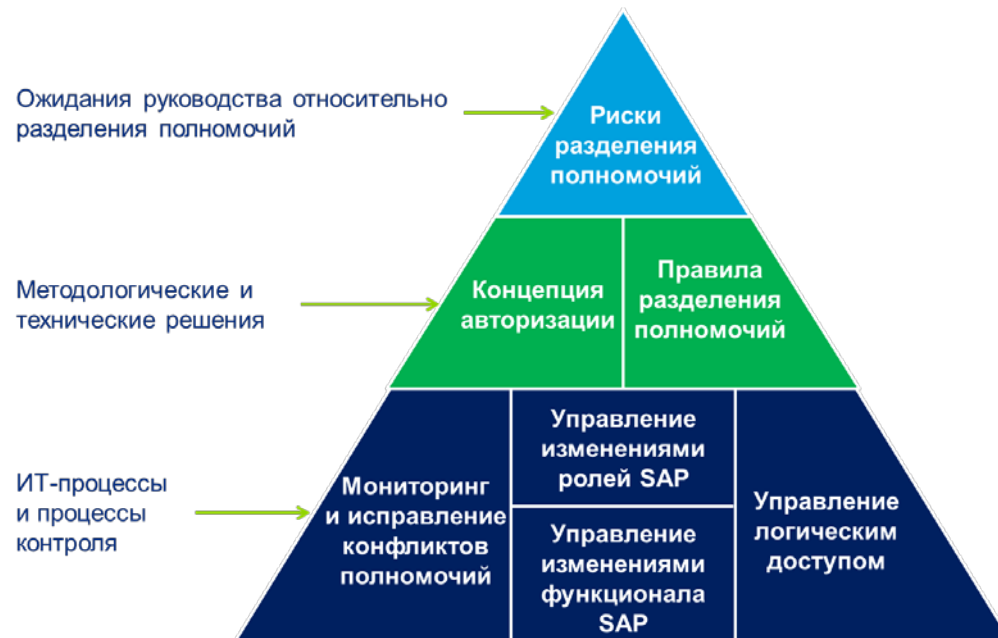 Ожидания руководства относительно
разделения полномочий
Риски
разделения
полномочий
Методологические и
технические решения
Концепция
авторизации
Правила
разделения
полномочий
ИТ-процессы
и процессы
контроля
Мониторинг
и исправление
конфликтов
полномочий
Управление
изменениями
ролей SAP
Управление
изменениями
функционала
SAP
Управление
логическим
доступом